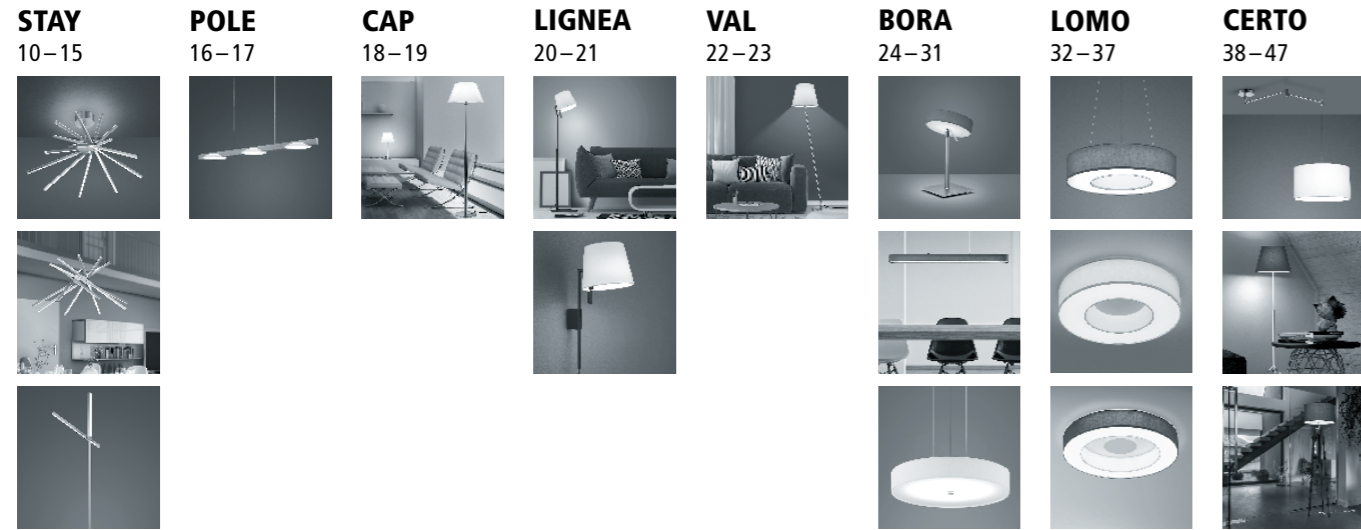 STAY
10–15
POLE
16–17
CAP
18–19
LIGNEA
20–21
VAL
22–23
BORA
24–31
LOMO
32–37
CERTO
38–47